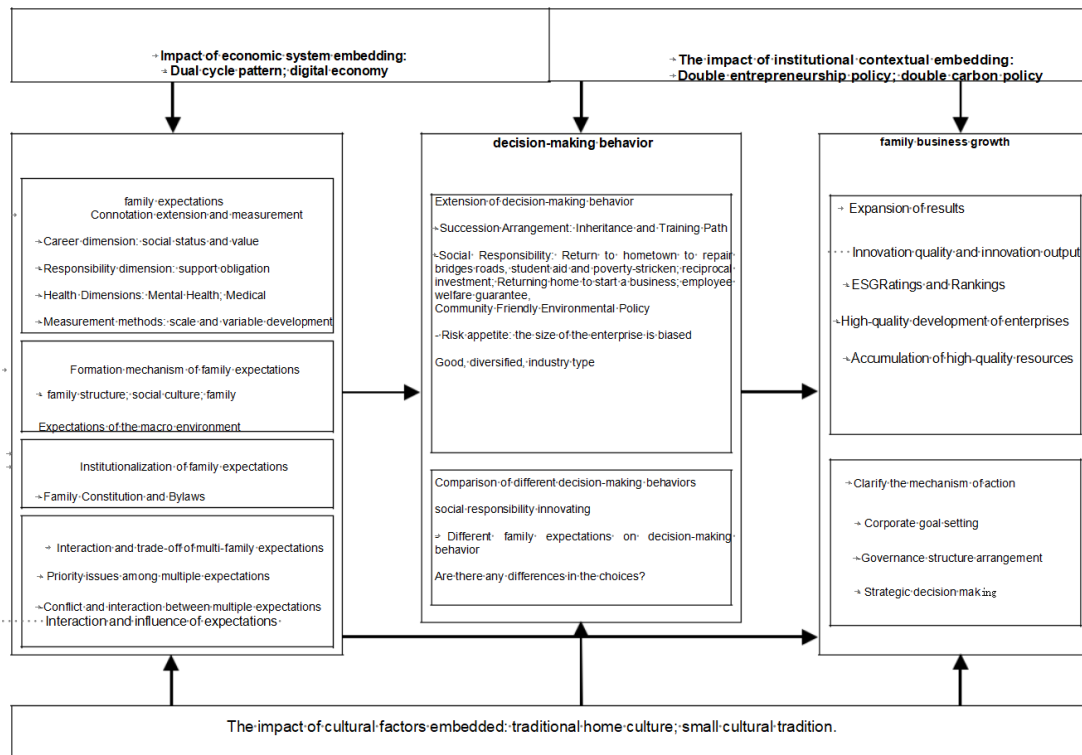 Impact of economic system embedding:
Dual cycle pattern; digital economy
The impact of institutional contextual embedding:
Double entrepreneurship policy; double carbon policy
family expectations
Connotation extension and measurement
Career dimension: social status and value
Responsibility dimension: support obligation
Health Dimensions: Mental Health; Medical
Measurement methods: scale and variable development
Formation mechanism of family expectations
family structure; social culture; family
Expectations of the macro environment
Institutionalization of family expectations
Family Constitution and Bylaws
Interaction and trade-off of multi-family expectations
Priority issues among multiple expectations
Conflict and interaction between multiple expectations
Interaction and influence of expectations
decision-making behavior
Extension of decision-making behavior
Succession Arrangement: Inheritance and Training Path
Social Responsibility: Return to hometown to repair
bridges roads, student aid and poverty-stricken; reciprocal
investment; Returning home to start a business; employee
welfare guarantee,
Community Friendly Environmental Policy
Risk appetite: the size of the enterprise is biased
Good, diversified, industry type
Comparison of different decision-making behaviors
social responsibility innovating
Different family expectations on decision-making
behavior
Are there any differences in the choices?
family business growth
Expansion of results
Innovation quality and innovation output
ESGRatings and Rankings
High-quality development of enterprises
Accumulation of high-quality resources
Clarify the mechanism of action
Corporate goal setting
Governance structure arrangement
Strategic decision making
The impact of cultural factors embedded: traditional home culture; small cultural tradition.